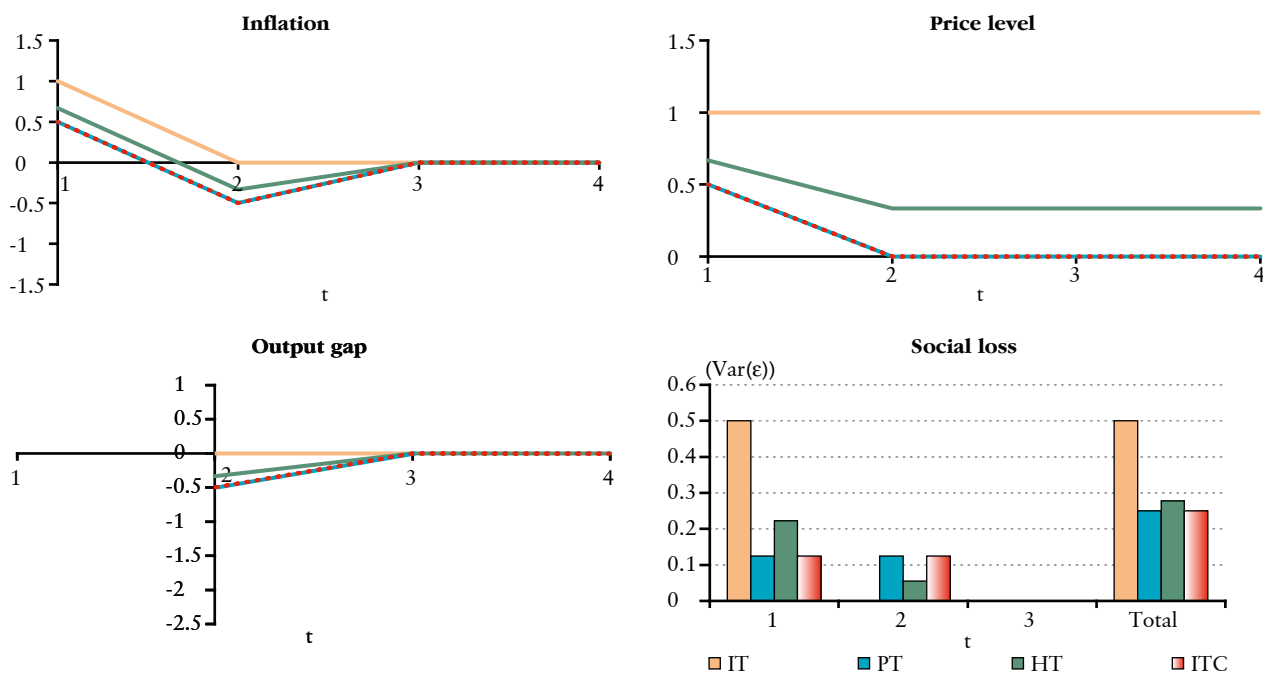 Inflation
1.5
1
0.5
0
-0.5
-1
-1.5
1
2
3
4
t
Price level
1.5
1
0.5
0
1
2
3
4
t
Output gap
1
0.5
0
-0.5
-1
-1.5
-2
-2.5
1
2
3
4
t
Social loss
(Var(ε))
0.6
0.5
0.4
0.3
0.2
0.1
0
1
2
3
Total
t
IT
PT
HT
ITC